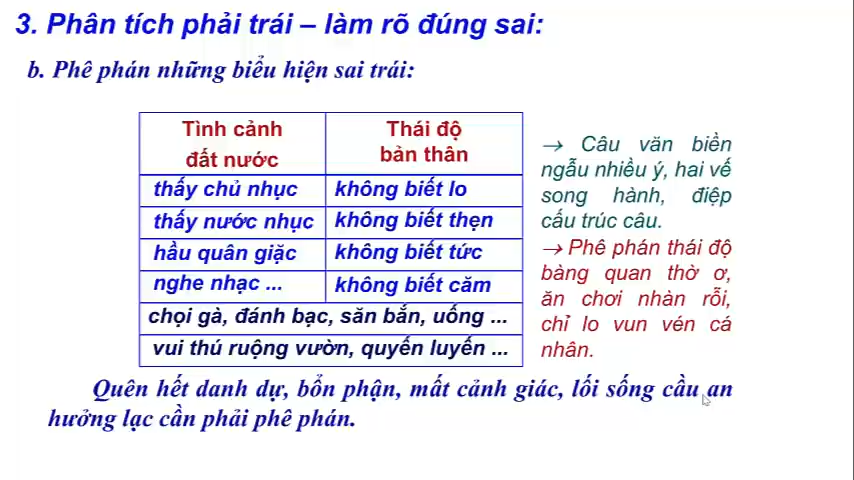 3. Phân tích phải trái – làm rõ đúng sai:
b. Phê phán những biểu hiện sai trái:
Tình cảnh
đất nước
Thái độ
bản thân
thấy chủ nhục
không biết lo
thấy nước nhục
không biết thẹn
hầu quân giặc
không biết tức
nghe nhạc ...
không biết căm
chọi gà, đánh bạc, săn bắn, uống ...
vui thú ruộng vườn, quyến luyến ...
→ Câu văn biền
ngẫu nhiều ý, hai vế
song hành, điệp
cấu trúc câu.
→ Phê phán thái độ
bàng quan thờ ơ,
ăn chơi nhàn rỗi,
chỉ lo vun vén cá
nhân.
Quên hết danh dự, bổn phận, mất cảnh giác, lối sống cầu an
hưởng lạc cần phải phê phán.